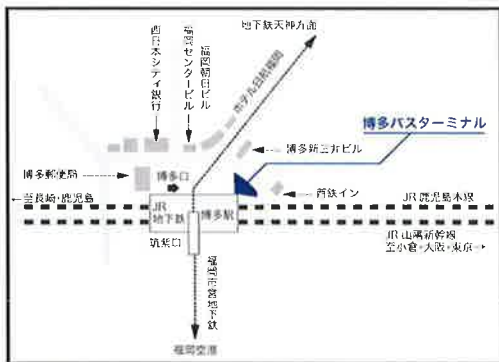 地下鉄天神方面
西日本シティ銀行
福岡センタービル
福岡朝日ビル
ホテル日航福岡
博多バスターミナル
博多新三井ビル
博多郵便局
博多口
西鉄イン
←至長崎・鹿児島
JR鹿児島本線
JR
地下鉄
博多駅
筑紫口
JR山陽新幹線
至小倉・大阪・東京→
福岡市営地下鉄
福岡空港